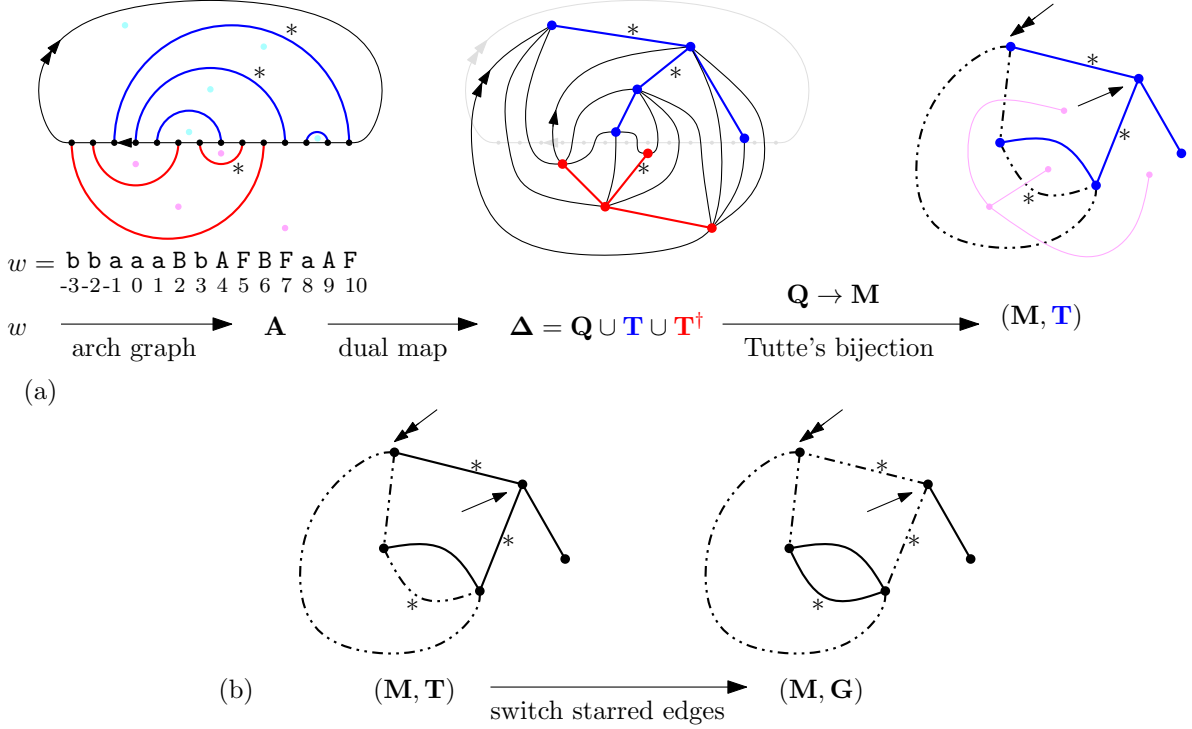 * * *
* *
* *
*
w = b b a a a B b A F B F a A F
-3 -2 -1 0 1 2 3 4 5 6 7 8 9 10
w A Δ = Q ∪ T ∪ T† Q → M (M, T)
arch graph dual map Tutte's bijection
(a)
* *
* *
* *
(b) (M, T) (M, G)
switch starred edges